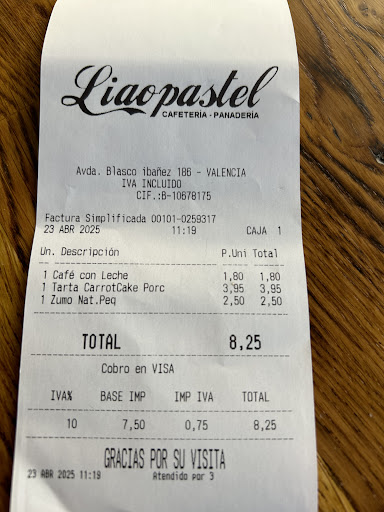 Liaopastel
CAFETERÍA · PANADERÍA
Avda. Blasco ibañez 186 - VALENCIA
IVA INCLUIDO
CIF.:B-10678175
Factura Simplificada 00101-0259317
23 ABR 2025 11:19 CAJA 1
Un. Descripción P.Uni Total
1 Café con Leche 1,80 1,80
1 Tarta CarrotCake Porc 3,95 3,95
1 Zumo Nat.Peq 2,50 2,50
TOTAL 8,25
Cobro en VISA
IVA% BASE IMP IMP IVA TOTAL
10 7,50 0,75 8,25
GRACIAS POR SU VISITA
23 ABR 2025 11:19 Atendido por 3